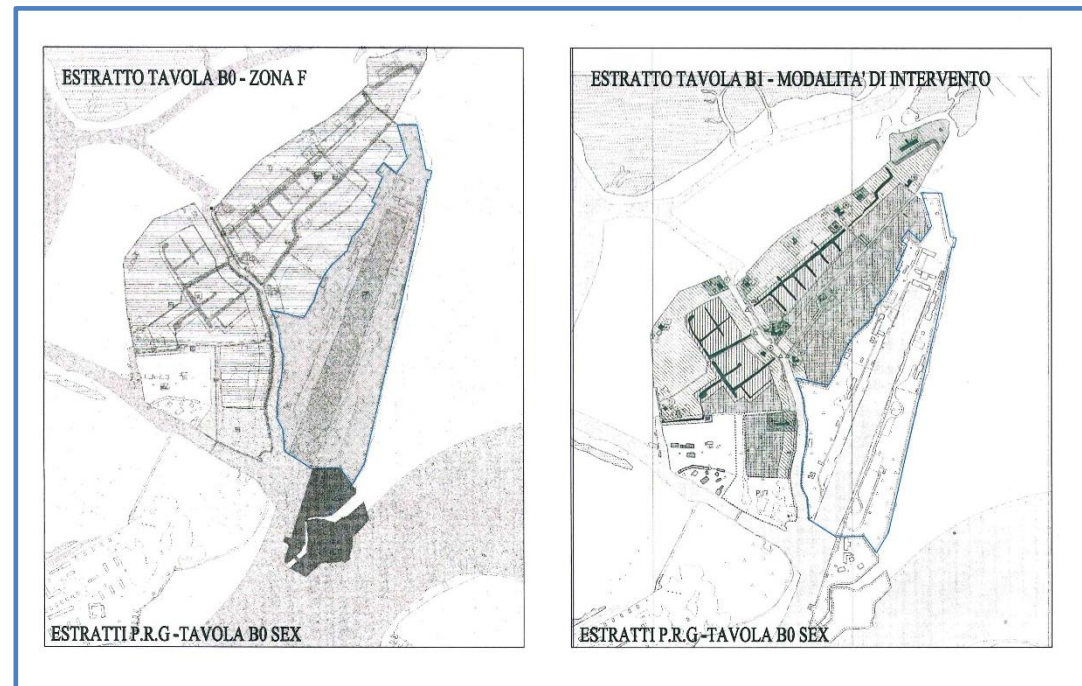 ESTRATTO TAVOLA B0 - ZONA F
ESTRATTI P.R.G -TAVOLA B0 SEX
ESTRATTO TAVOLA B1 - MODALITA' DI INTERVENTO
ESTRATTI P.R.G -TAVOLA B0 SEX